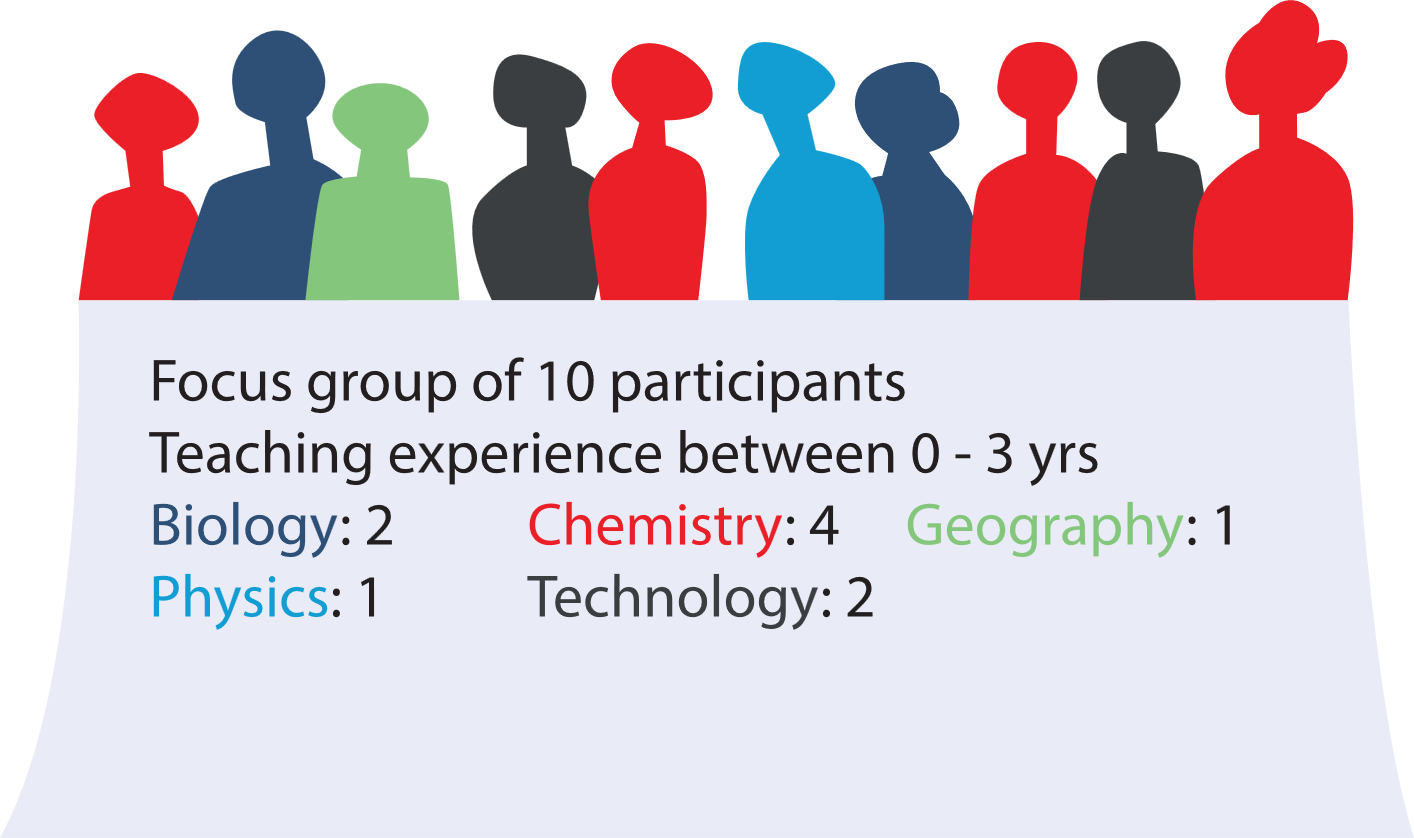 Focus group of 10 participants
Teaching experience between 0 - 3 yrs
Biology: 2 Chemistry: 4 Geography: 1
Physics: 1 Technology: 2